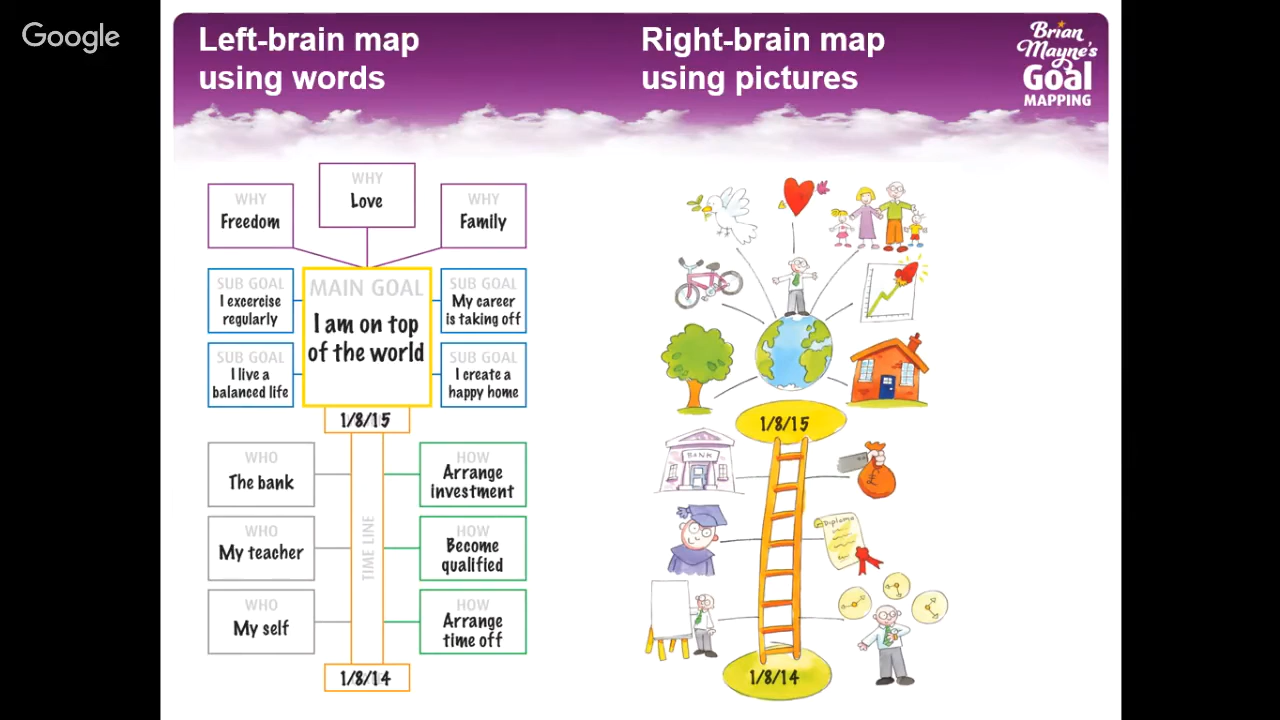 Google
Left-brain map
using words
Right-brain map
using pictures
Brian
Mayne's
Goal
MAPPING
WHY
Freedom
WHY
Love
WHY
Family
SUB GOAL
I excercise
regularly
SUB GOAL
I live a
balanced life
MAIN GOAL
I am on top
of the world
SUB GOAL
My career
is taking off
SUB GOAL
I create a
happy home
1/8/15
WHO
The bank
HOW
Arrange
investment
WHO
My teacher
HOW
Become
qualified
WHO
My self
HOW
Arrange
time off
TIME LINE
1/8/14
1/8/15
BANK
£
Diploma
1/8/14